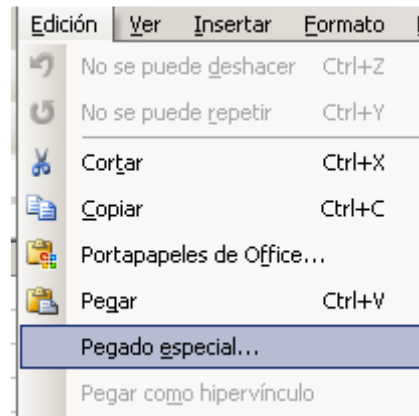 Edición Ver Insertar Formato
No se puede deshacer Ctrl+Z
No se puede repetir Ctrl+Y
Cortar Ctrl+X
Copiar Ctrl+C
Portapapeles de Office...
Pegar Ctrl+V
Pegado especial...
Pegar como hipervínculo